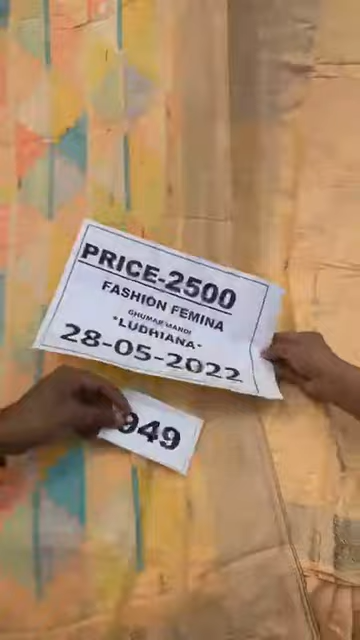 PRICE-2500
FASHION FEMINA
GHUMAR MANDI
*LUDHIANA*
28-05-2022
949